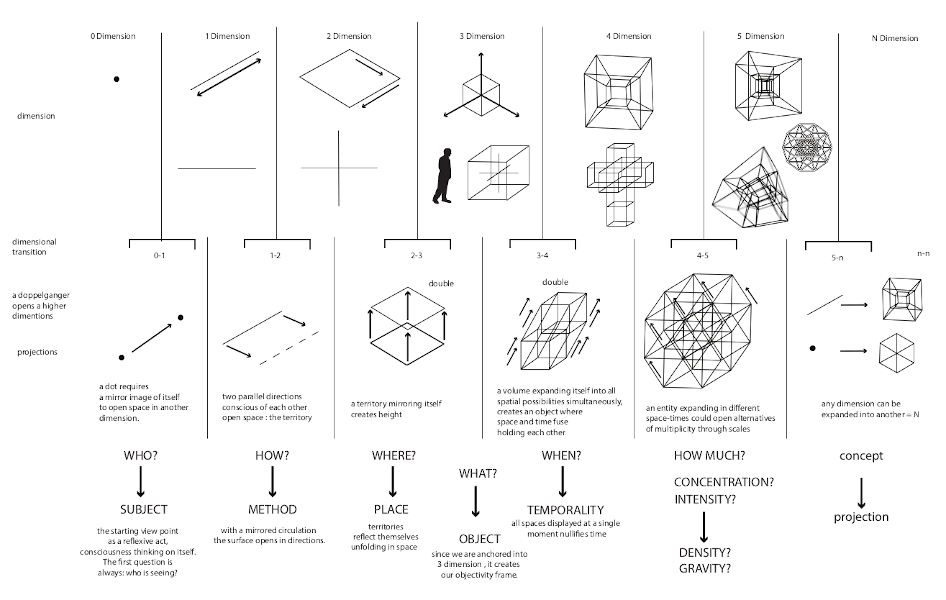 0 Dimension
1 Dimension
2 Dimension
3 Dimension
4 Dimension
5 Dimension
N Dimension
dimension
dimensional
transition
0-1
1-2
2-3
3-4
4-5
5-n
n-n
a doppelganger
opens a higher
dimentions
projections
double
double
a dot requires
a mirror image of itself
to open space in another
dimension.
two parallel directions
conscious of each other
open space : the territory
a territory mirroring itself
creates height
a volume expanding itself into all
spatial possibilities simultaneously,
creates an object where
space and time fuse
holding each other
an entity expanding in different
space-times could open alternatives
of multiplicity through scales
any dimension can be
expanded into another = N
WHO?
SUBJECT
the starting view point
as a reflexive act,
consciousness thinking on itself.
The first question is
always: who is seeing?
HOW?
METHOD
with a mirrored circulation
the surface opens in directions.
WHERE?
PLACE
territories
reflect themselves
unfolding in space
WHAT?
OBJECT
since we are anchored into
3 dimension , it creates
our objectivity frame.
WHEN?
TEMPORALITY
all spaces displayed at a single
moment nullifies time
HOW MUCH?
CONCENTRATION?
INTENSITY?
DENSITY?
GRAVITY?
concept
projection